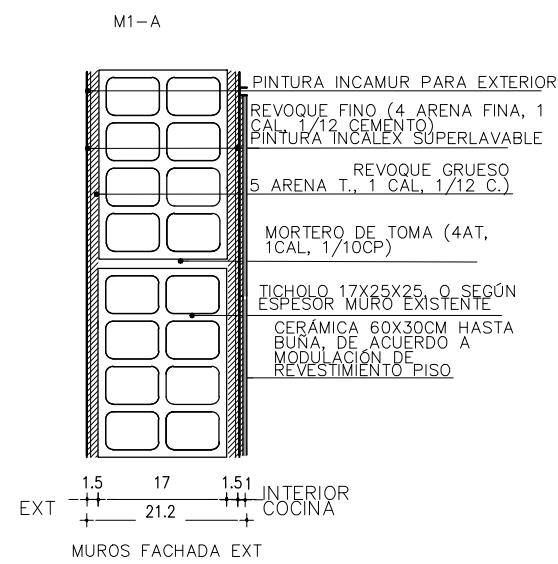 M1-A
PINTURA INCAMUR PARA EXTERIOR
REVOQUE FINO (4 ARENA FINA, 1
CAL, 1/12 CEMENTO)
PINTURA INCALEX SUPERLAVABLE
REVOQUE GRUESO
5 ARENA T., 1 CAL, 1/12 C.)
MORTERO DE TOMA (4AT,
1CAL, 1/10CP)
TICHOLO 17X25X25, O SEGÚN
ESPESOR MURO EXISTENTE
CERÁMICA 60X30CM HASTA
BUÑA, DE ACUERDO A
MODULACIÓN DE
REVESTIMIENTO PISO
1.5 17 1.5 1
EXT
INTERIOR
COCINA
21.2
MUROS FACHADA EXT